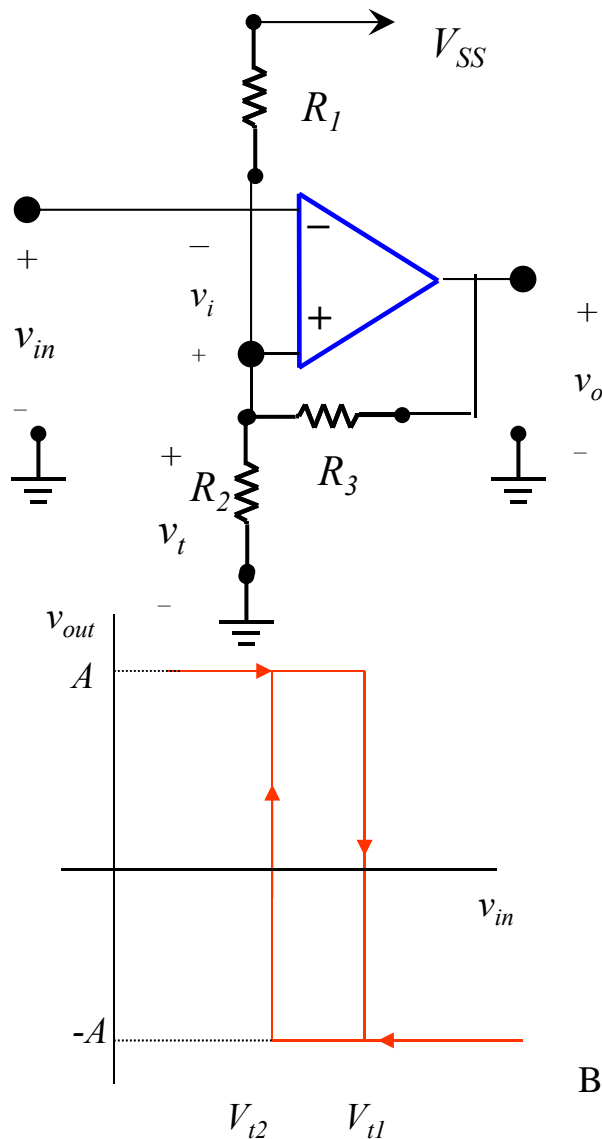 V_SS
R_1
−
+ − v_i
v_in + + +
v_o
−
−
R_3
+
R_2
v_t
−
v_out
A
v_in
-A
B
V_t2 V_t1